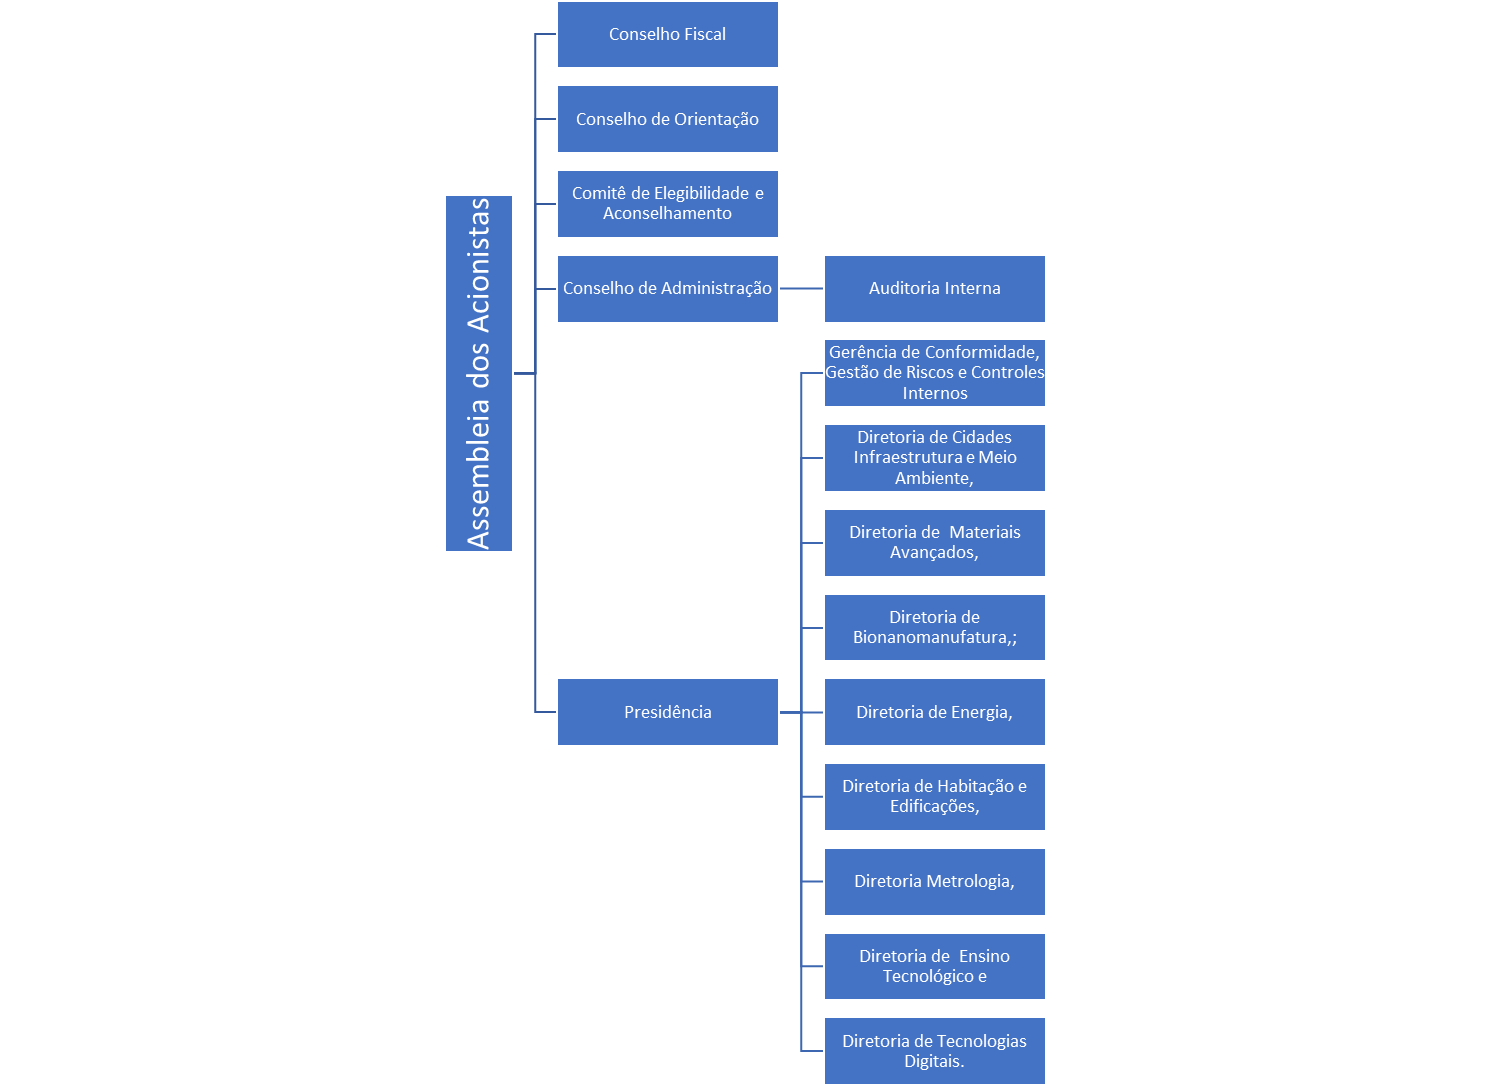 Assembleia dos Acionistas
Conselho Fiscal
Conselho de Orientação
Comitê de Elegibilidade e
Aconselhamento
Conselho de Administração
Auditoria Interna
Presidência
Gerência de Conformidade,
Gestão de Riscos e Controles
Internos
Diretoria de Cidades
Infraestrutura e Meio
Ambiente,
Diretoria de  Materiais
Avançados,
Diretoria de
Bionanomanufatura,;
Diretoria de Energia,
Diretoria de Habitação e
Edificações,
Diretoria Metrologia,
Diretoria de  Ensino
Tecnológico e
Diretoria de Tecnologias
Digitais.